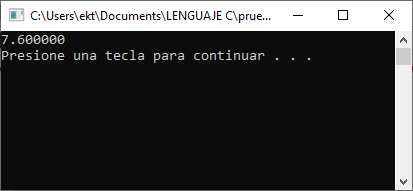 C:\Users\ekt\Documents\LENGUAJE C\prue...
7.600000
Presione una tecla para continuar . . .